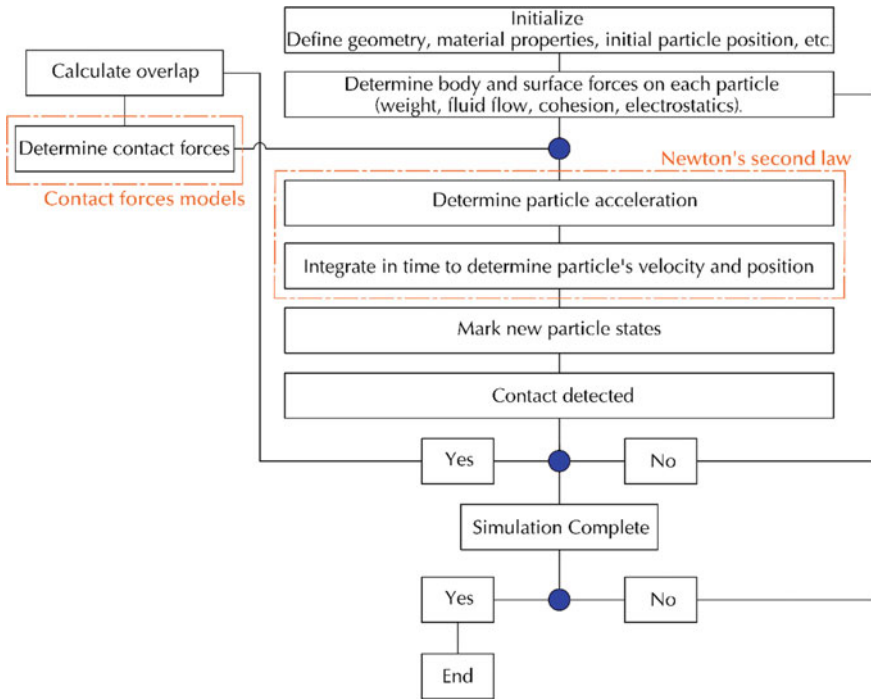 Initialize
Define geometry, material properties, initial particle position, etc.
Calculate overlap
Determine body and surface forces on each particle
(weight, fluid flow, cohesion, electrostatics).
Determine contact forces
Contact forces models
Newton's second law
Determine particle acceleration
Integrate in time to determine particle's velocity and position
Mark new particle states
Contact detected
Yes
No
Simulation Complete
Yes
No
End